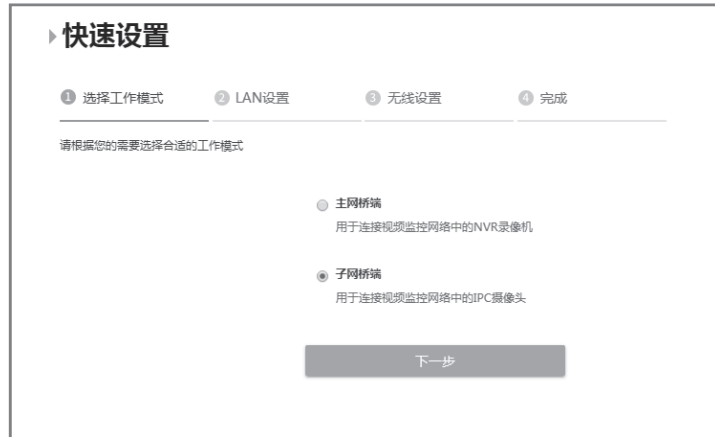 快速设置
1 选择工作模式 2 LAN设置 3 无线设置 4 完成
请根据您的需要选择合适的工作模式
主网桥端
用于连接视频监控网络中的NVR录像机
子网桥端
用于连接视频监控网络中的IPC摄像头
下一步